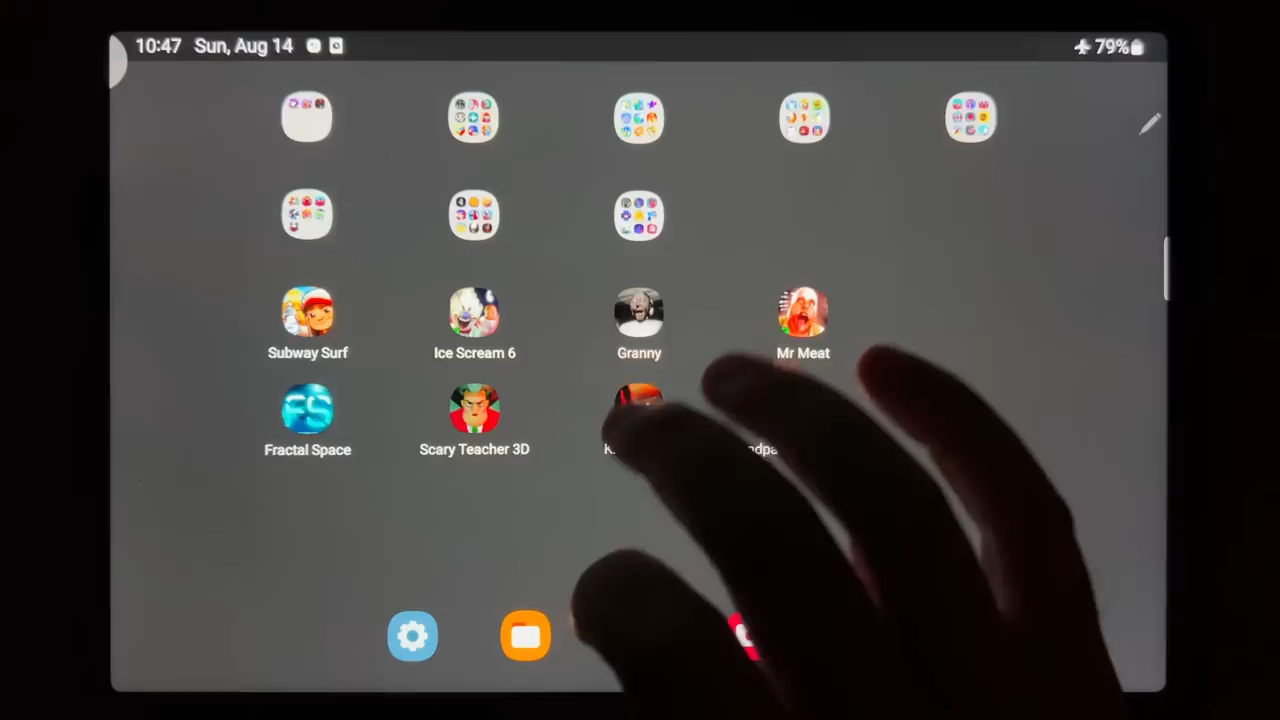 10:47 Sun, Aug 14 79%
Subway Surf Ice Scream 6 Granny Mr Meat
Fractal Space Scary Teacher 3D
FS